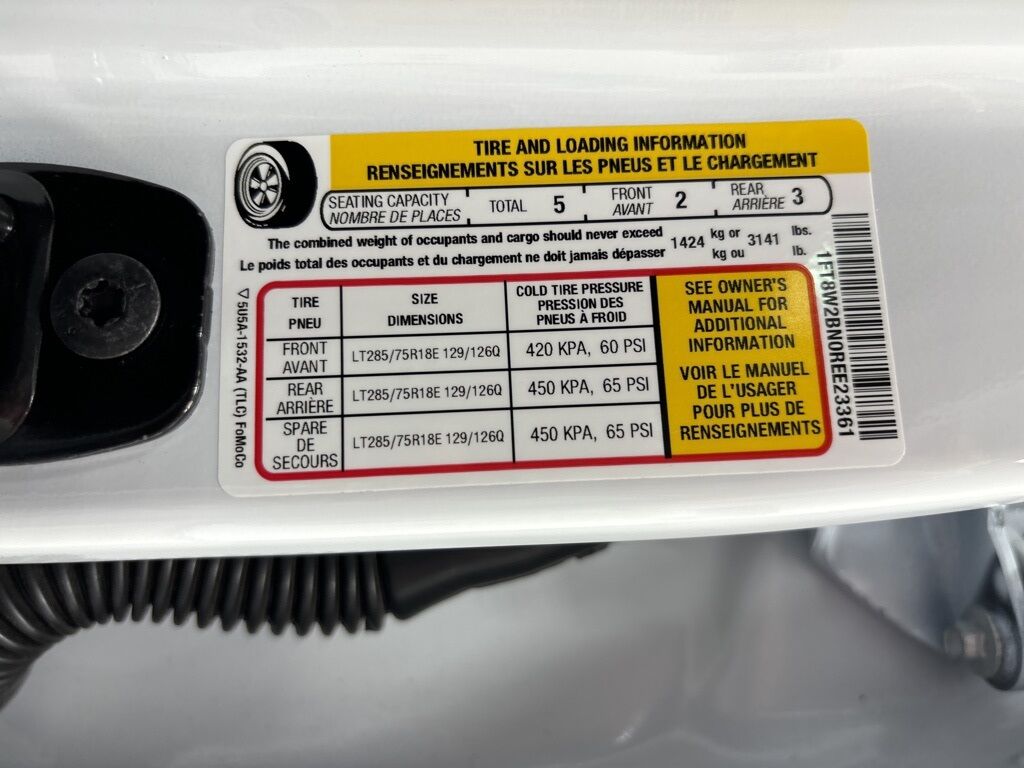 TIRE AND LOADING INFORMATION
RENSEIGNEMENTS SUR LES PNEUS ET LE CHARGEMENT
SEATING CAPACITY TOTAL 5 FRONT 2 REAR 3
NOMBRE DE PLACES AVANT ARRIÈRE
The combined weight of occupants and cargo should never exceed 1424 kg or 3141 lbs.
Le poids total des occupants et du chargement ne doit jamais dépasser kg ou lb.
TIRE SIZE COLD TIRE PRESSURE
PNEU DIMENSIONS PRESSION DES
PNEUS À FROID
FRONT
AVANT LT285/75R18E 129/126Q 420 KPA, 60 PSI
REAR
ARRIÈRE LT285/75R18E 129/126Q 450 KPA, 65 PSI
SPARE
DE
SECOURS LT285/75R18E 129/126Q 450 KPA, 65 PSI
SEE OWNER'S
MANUAL FOR
ADDITIONAL
INFORMATION
VOIR LE MANUEL
DE L'USAGER
POUR PLUS DE
RENSEIGNEMENTS
5U5A-1532-AA (TLC) FoMoCo
1FT8W2BN0REE23361